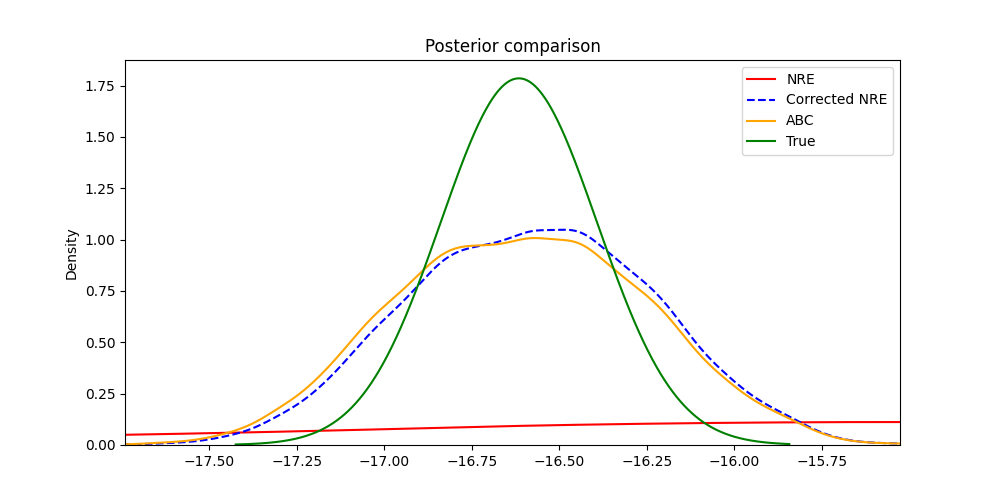 Posterior comparison
NRE
Corrected NRE
ABC
True
Density
1.75
1.50
1.25
1.00
0.75
0.50
0.25
0.00
−17.50 −17.25 −17.00 −16.75 −16.50 −16.25 −16.00 −15.75